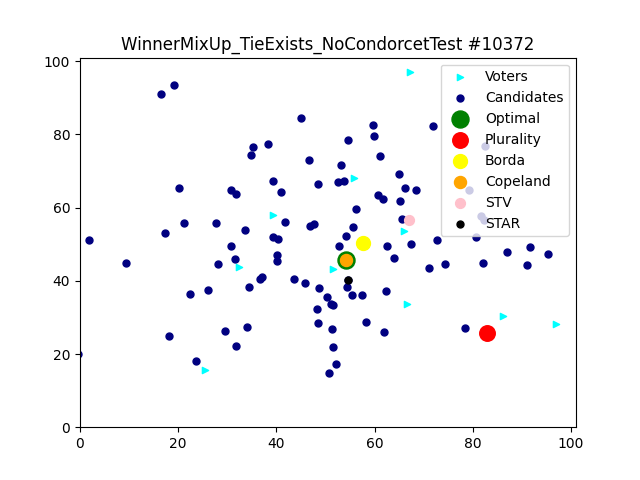 WinnerMixUp_TieExists_NoCondorcetTest #10372
100
80
60
40
20
0
0 20 40 60 80 100
Voters
Candidates
Optimal
Plurality
Borda
Copeland
STV
STAR